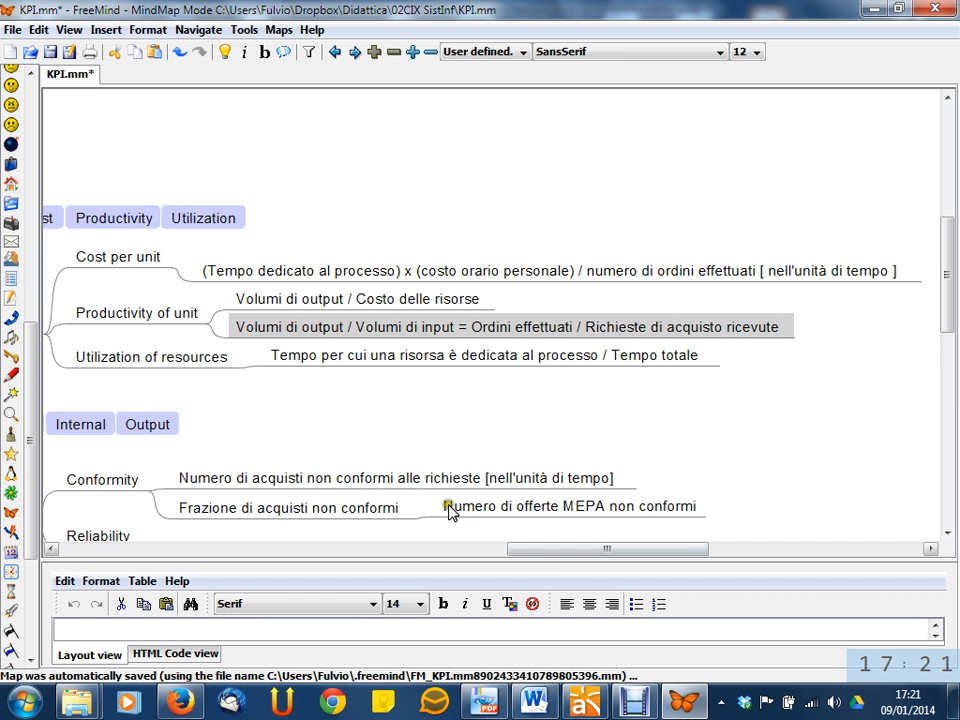 KPI.mm* - FreeMind - MindMap Mode C:\Users\Fulvio\Dropbox\Didattica\02CIX SistInf\KPI.mm
File Edit View Insert Format Navigate Tools Maps Help
User defined. SansSerif 12
KPI.mm*
st Productivity Utilization
Cost per unit
(Tempo dedicato al processo) x (costo orario personale) / numero di ordini effettuati [ nell'unità di tempo ]
Volumi di output / Costo delle risorse
Productivity of unit
Volumi di output / Volumi di input = Ordini effettuati / Richieste di acquisto ricevute
Utilization of resources
Tempo per cui una risorsa è dedicata al processo / Tempo totale
Internal Output
Conformity
Numero di acquisti non conformi alle richieste [nell'unità di tempo]
Frazione di acquisti non conformi
Numero di offerte MEPA non conformi
Reliability
Edit Format Table Help
Serif 14
Layout view HTML Code view
Map was automatically saved (using the file name C:\Users\Fulvio\.freemind\FM_KPI.mm8902433410789805396.mm) ...
17:21
17:21
09/01/2014